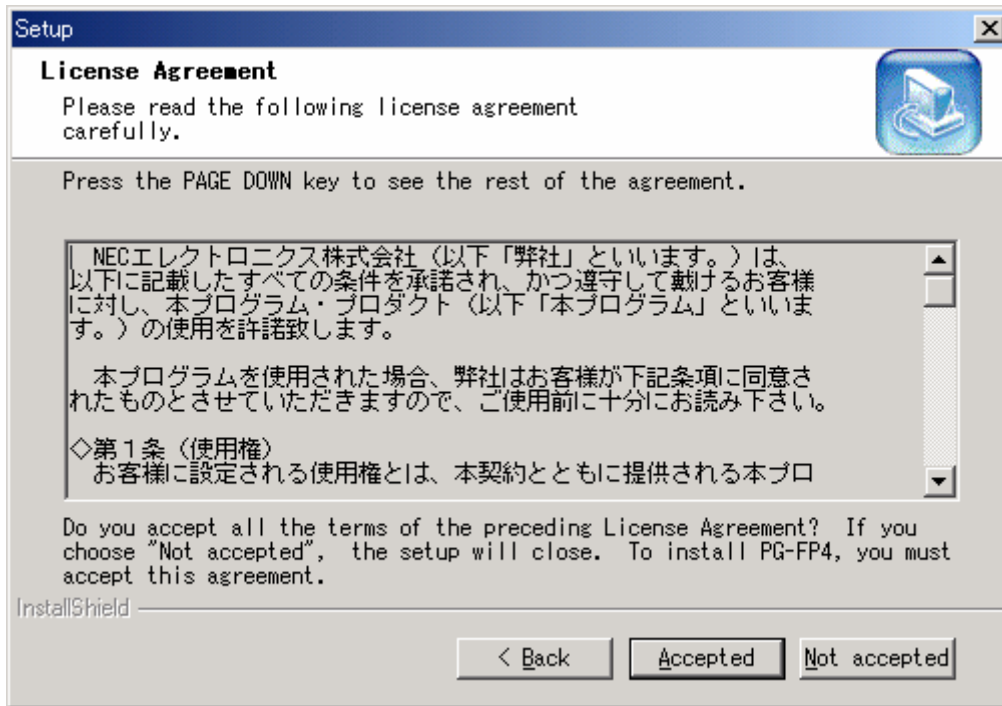 Setup
License Agreement
Please read the following license agreement
carefully.
Press the PAGE DOWN key to see the rest of the agreement.
NECエレクトロニクス株式会社（以下「弊社」といいます。）は、
以下に記載したすべての条件を承諾され、かつ遵守して戴けるお客様
に対し、本プログラム・プロダクト（以下「本プログラム」といいま
す。）の使用を許諾致します。
本プログラムを使用された場合、弊社はお客様が下記条項に同意さ
れたものとさせていただきますので、ご使用前に十分にお読み下さい。
◇第１条（使用権）
お客様に設定される使用権とは、本契約とともに提供される本プロ
Do you accept all the terms of the preceding License Agreement?  If you
choose "Not accepted",  the setup will close.  To install PG-FP4, you must
accept this agreement.
InstallShield
< Back
Accepted
Not accepted